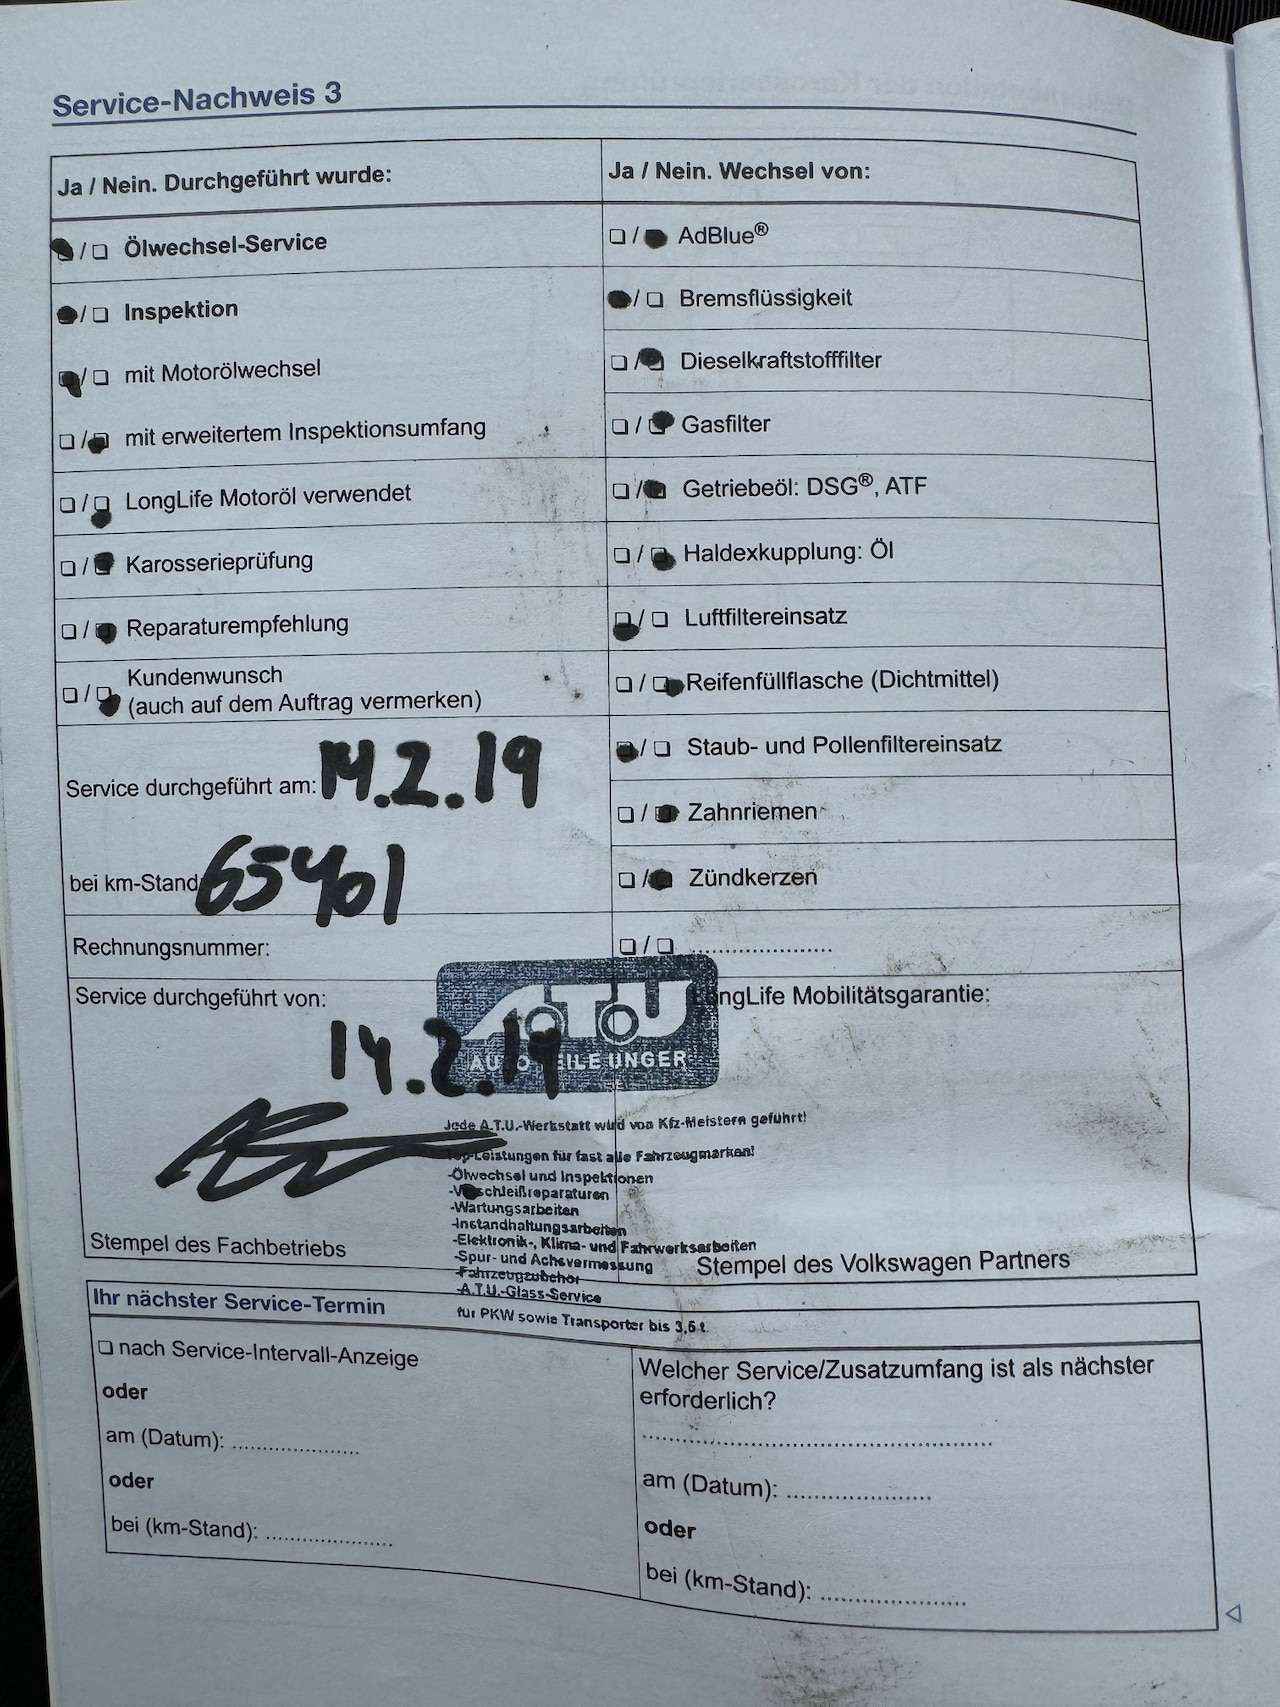 Service-Nachweis 3
Ja / Nein. Durchgeführt wurde:
Ölwechsel-Service
Inspektion
mit Motorölwechsel
mit erweitertem Inspektionsumfang
LongLife Motoröl verwendet
Karosserieprüfung
Reparaturempfehlung
Kundenwunsch
(auch auf dem Auftrag vermerken)
Service durchgeführt am: 14.2.19
bei km-Stand 65401
Rechnungsnummer:
Service durchgeführt von:
14.2.19
Stempel des Fachbetriebs
Ja / Nein. Wechsel von:
AdBlue®
Bremsflüssigkeit
Dieselkraftstofffilter
Gasfilter
Getriebeöl: DSG®, ATF
Haldexkupplung: Öl
Luftfiltereinsatz
Reifenfüllflasche (Dichtmittel)
Staub- und Pollenfiltereinsatz
Zahnriemen
Zündkerzen
LongLife Mobilitätsgarantie:
A.T.U
AUTO TEILE UNGER
Jede A.T.U.-Werkstatt wird von Kfz-Meistern geführt!
Top-Leistungen für fast alle Fahrzeugmarken!
-Ölwechsel und Inspektionen
-Verschleißreparaturen
-Wartungsarbeiten
-Instandhaltungsarbeiten
-Elektronik-, Klima- und Fahrwerksarbeiten
-Spur- und Achsvermessung
-Fahrzeugzubehör
-A.T.U.-Glass-Service
für PKW sowie Transporter bis 3,5 t.
Stempel des Volkswagen Partners
Ihr nächster Service-Termin
nach Service-Intervall-Anzeige
oder
am (Datum): ....................
oder
bei (km-Stand): ....................
Welcher Service/Zusatzumfang ist als nächster
erforderlich?
am (Datum): ....................
oder
bei (km-Stand): ....................